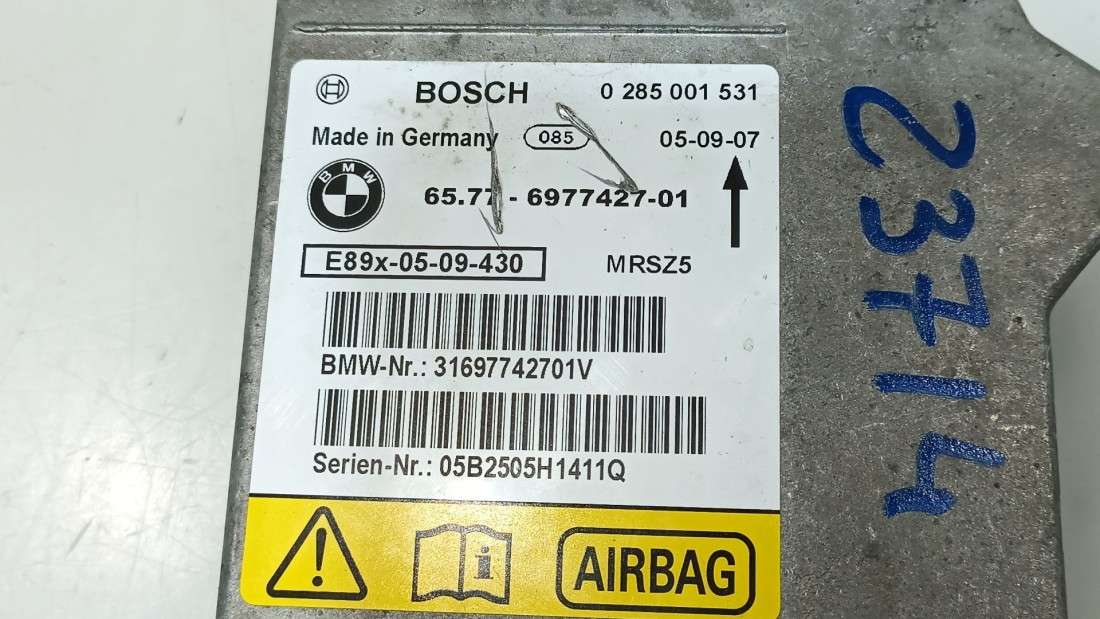 BOSCH 0 285 001 531
Made in Germany 085 05-09-07
BMW
65.77 - 6977427-01
E89x-05-09-430 MRSZ5
BMW-Nr.: 31697742701V
Serien-Nr.: 05B2505H1411Q
AIRBAG
23714